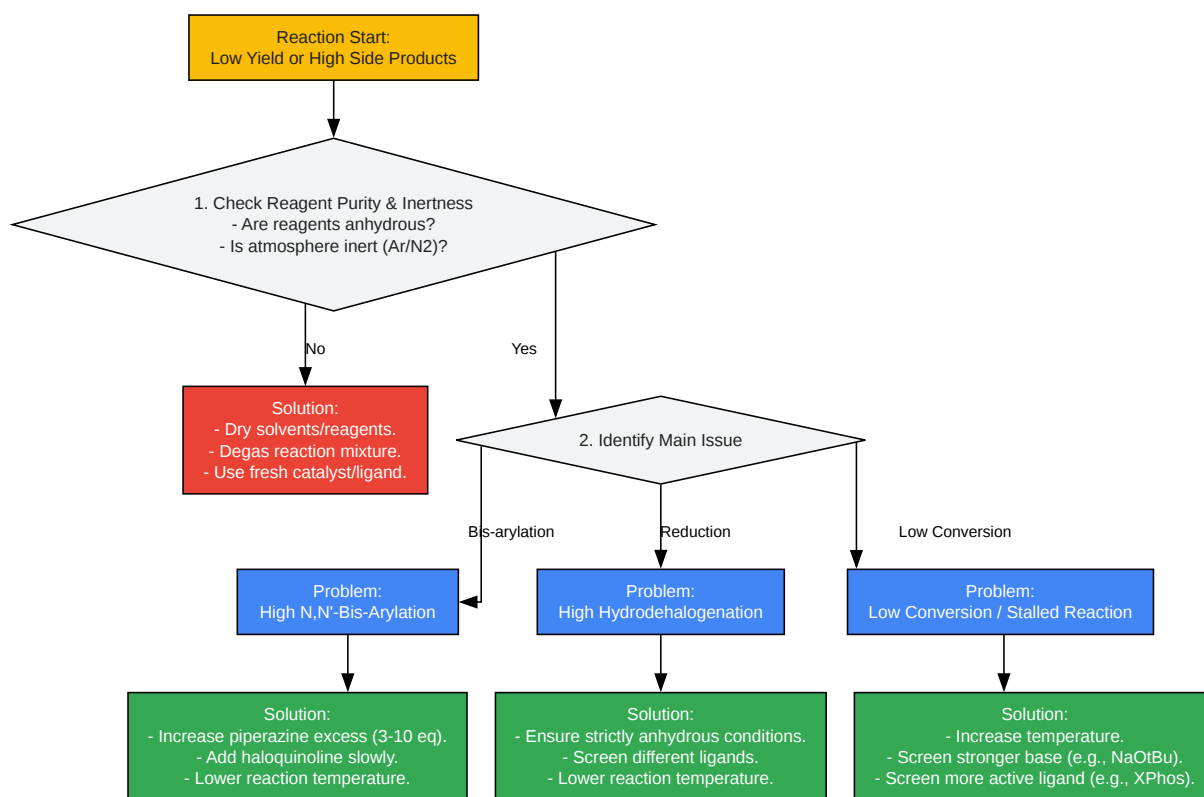 Reaction Start:
Low Yield or High Side Products
1. Check Reagent Purity & Inertness
- Are reagents anhydrous?
- Is atmosphere inert (Ar/N2)?
No
Yes
Solution:
- Dry solvents/reagents.
- Degas reaction mixture.
- Use fresh catalyst/ligand.
2. Identify Main Issue
Bis-arylation
Reduction
Low Conversion
Problem:
High N,N'-Bis-Arylation
Problem:
High Hydrodehalogenation
Problem:
Low Conversion / Stalled Reaction
Solution:
- Increase piperazine excess (3-10 eq).
- Add haloquinoline slowly.
- Lower reaction temperature.
Solution:
- Ensure strictly anhydrous conditions.
- Screen different ligands.
- Lower reaction temperature.
Solution:
- Increase temperature.
- Screen stronger base (e.g., NaOtBu).
- Screen more active ligand (e.g., XPhos).